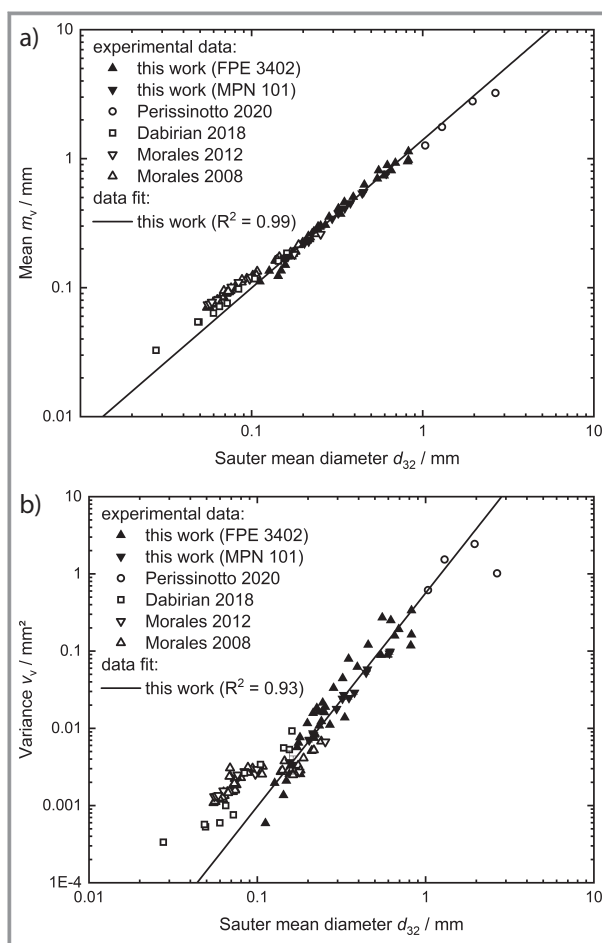 a)
10
1
0.1
0.01
Mean mᵥ / mm
experimental data:
this work (FPE 3402)
this work (MPN 101)
Perissinotto 2020
Dabirian 2018
Morales 2012
Morales 2008
data fit:
this work (R² = 0.99)
0.1 1 10
Sauter mean diameter d₃₂ / mm
b)
10
1
0.1
0.01
0.001
1E-4
Variance vᵥ / mm²
experimental data:
this work (FPE 3402)
this work (MPN 101)
Perissinotto 2020
Dabirian 2018
Morales 2012
Morales 2008
data fit:
this work (R² = 0.93)
0.01 0.1 1 10
Sauter mean diameter d₃₂ / mm